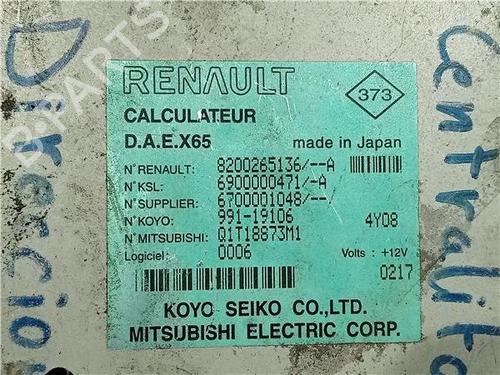 RENAULT
373
CALCULATEUR
D.A.E.X65
made in Japan
N°RENAULT: 8200265136/--A
N°KSL: 6900000471/-A
N°SUPPLIER: 6700001048/--/
N°KOYO: 991-19106
4Y08
N°MITSUBISHI: Q1T18873M1
Logiciel: 0006
Volts: +12V
0217
KOYO SEIKO CO.,LTD.
MITSUBISHI ELECTRIC CORP.
Direccion
Centralita
B-PARTS